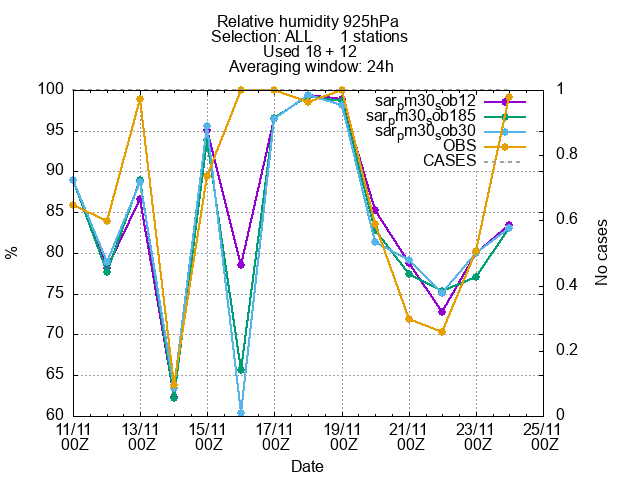 Relative humidity 925hPa
Selection: ALL 1 stations
Used 18 + 12
Averaging window: 24h
100
95
90
85
80
75
70
65
60
%
1
0.8
0.6
0.4
0.2
0
No cases
sar_pm30_sob12
sar_pm30_sob185
sar_pm30_sob30
OBS
CASES
11/11 13/11 15/11 17/11 19/11 21/11 23/11 25/11
00Z 00Z 00Z 00Z 00Z 00Z 00Z 00Z
Date